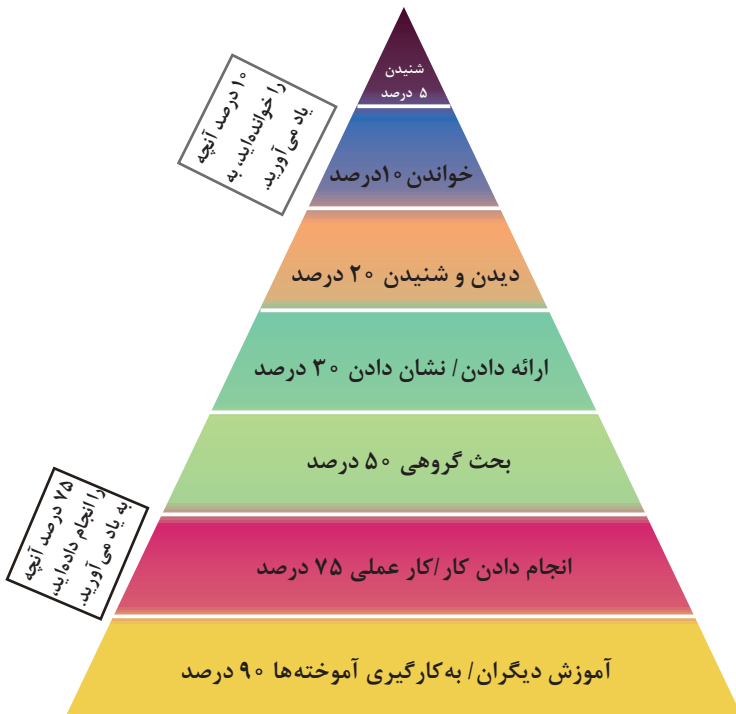 شنیدن
۵ درصد
۱۰ درصد آنچه
را خوانده‌اید، به
یاد می‌آورید.
خواندن ۱۰درصد
دیدن و شنیدن ۲۰ درصد
ارائه دادن/ نشان دادن ۳۰ درصد
بحث گروهی ۵۰ درصد
۷۵ درصد آنچه
را انجام داده‌اید،
به یاد می‌آورید.
انجام دادن کار/کار عملی ۷۵ درصد
آموزش دیگران/ به‌کارگیری آموخته‌ها ۹۰ درصد